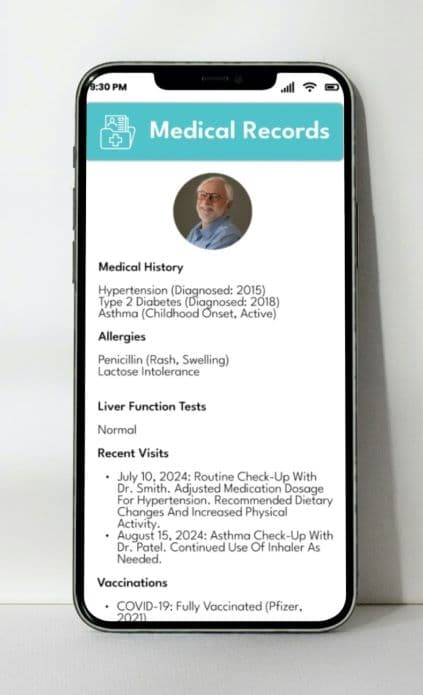 9:30 PM
Medical Records
Medical History
Hypertension (Diagnosed: 2015)
Type 2 Diabetes (Diagnosed: 2018)
Asthma (Childhood Onset, Active)
Allergies
Penicillin (Rash, Swelling)
Lactose Intolerance
Liver Function Tests
Normal
Recent Visits
• July 10, 2024: Routine Check-Up With
Dr. Smith. Adjusted Medication Dosage
For Hypertension. Recommended Dietary
Changes And Increased Physical
Activity.
• August 15, 2024: Asthma Check-Up With
Dr. Patel. Continued Use Of Inhaler As
Needed.
Vaccinations
• COVID-19: Fully Vaccinated (Pfizer,
2021)